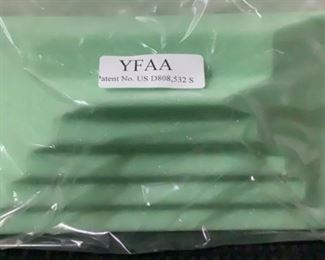 YFAA
Patent No. US D808,532 S